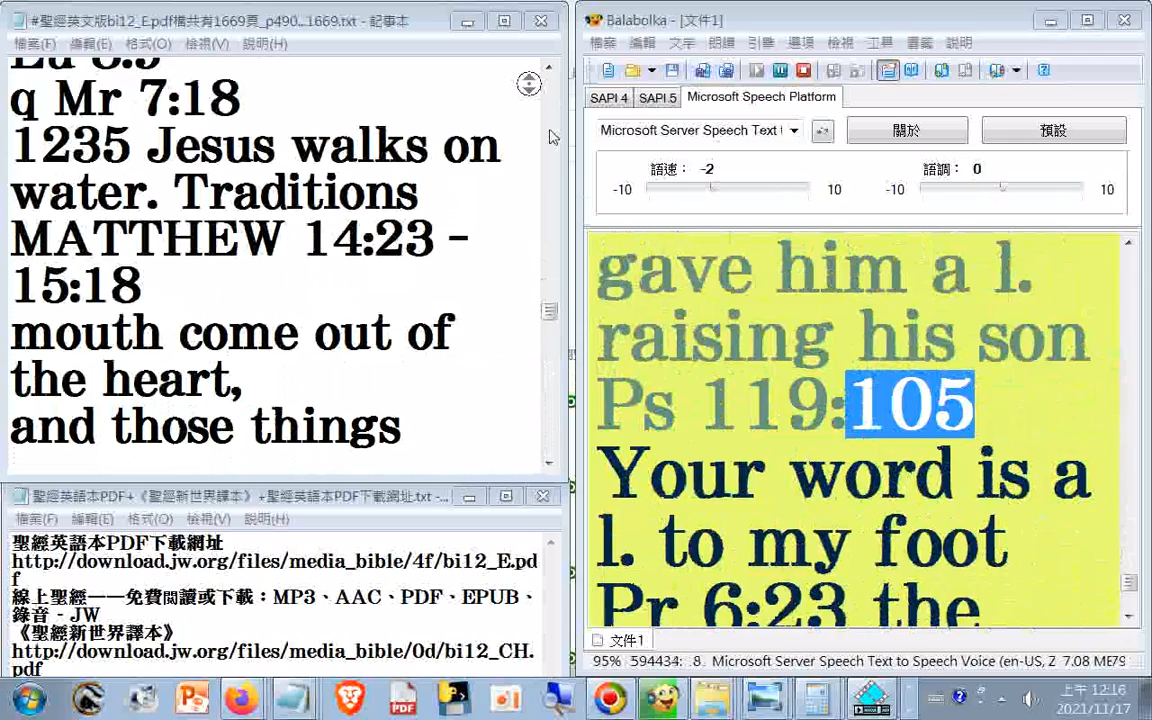 #聖經英文版bi12_E.pdf橫共有1669頁_p490...1669.txt - 記事本
檔案(F) 編輯(E) 格式(O) 檢視(V) 說明(H)
q Mr 7:18
1235 Jesus walks on
water. Traditions
MATTHEW 14:23 -
15:18
mouth come out of
the heart,
and those things
聖經英語本PDF+《聖經新世界譯本》+聖經英語本PDF下載網址.txt -...
檔案(F) 編輯(E) 格式(O) 檢視(V) 說明(H)
聖經英語本PDF下載網址
http://download.jw.org/files/media_bible/4f/bi12_E.pd
f
線上聖經——免費閱讀或下載：MP3、AAC、PDF、EPUB、
錄音 - JW
《聖經新世界譯本》
http://download.jw.org/files/media_bible/0d/bi12_CH.
pdf
Balabolka - [文件1]
檔案 編輯 文字 朗讀 引擎 選項 檢視 工具 書籤 說明
SAPI 4 SAPI 5 Microsoft Speech Platform
Microsoft Server Speech Text 關於 預設
語速： -2 語調： 0
-10 10 -10 10
gave him a l.
raising his son
Ps 119:105
Your word is a
l. to my foot
Pr 6:23 the
文件1
95% 594434: .8. Microsoft Server Speech Text to Speech Voice (en-US, Z 7.08 ME
PDF
上午 12:16
2021/11/17